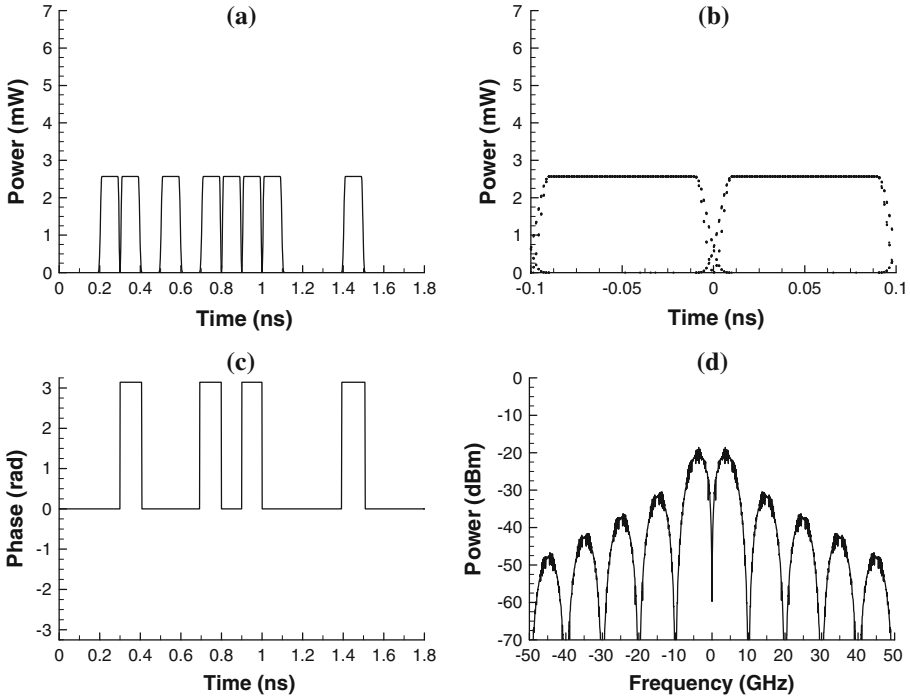 (a)
7
6
5
4
3
2
1
0
Power (mW)
0 0.2 0.4 0.6 0.8 1 1.2 1.4 1.6 1.8
Time (ns)
(b)
7
6
5
4
3
2
1
0
Power (mW)
-0.1 -0.05 0 0.05 0.1
Time (ns)
(c)
3
2
1
0
-1
-2
-3
Phase (rad)
0 0.2 0.4 0.6 0.8 1 1.2 1.4 1.6 1.8
Time (ns)
(d)
0
-10
-20
-30
-40
-50
-60
-70
Power (dBm)
-50 -40 -30 -20 -10 0 10 20 30 40 50
Frequency (GHz)